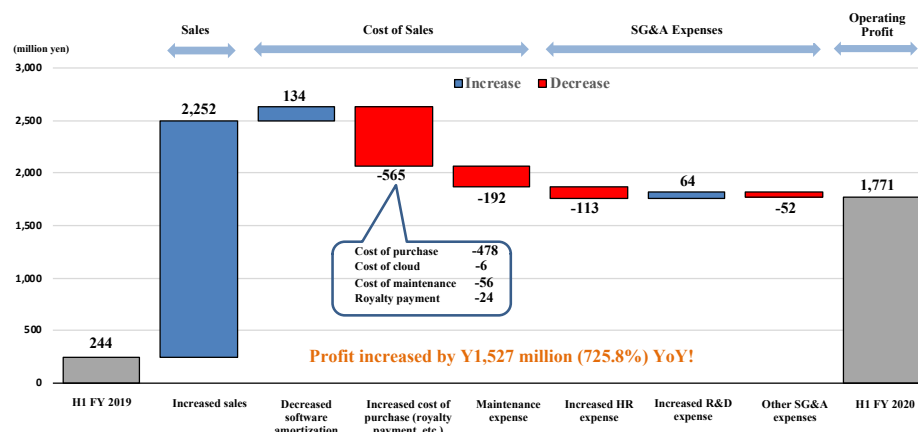 Sales
Cost of Sales
SG&A Expenses
Operating
Profit
(million yen)
3,000
2,500
2,000
1,500
1,000
500
0
Increase
Decrease
244
2,252
134
-565
-192
-113
64
-52
1,771
Cost of purchase -478
Cost of cloud -6
Cost of maintenance -56
Royalty payment -24
Profit increased by Y1,527 million (725.8%) YoY!
H1 FY 2019
Increased sales
Decreased
software
amortization
Increased cost of
purchase (royalty
payment, etc.)
Maintenance
expense
Increased HR
expense
Increased R&D
expense
Other SG&A
expenses
H1 FY 2020